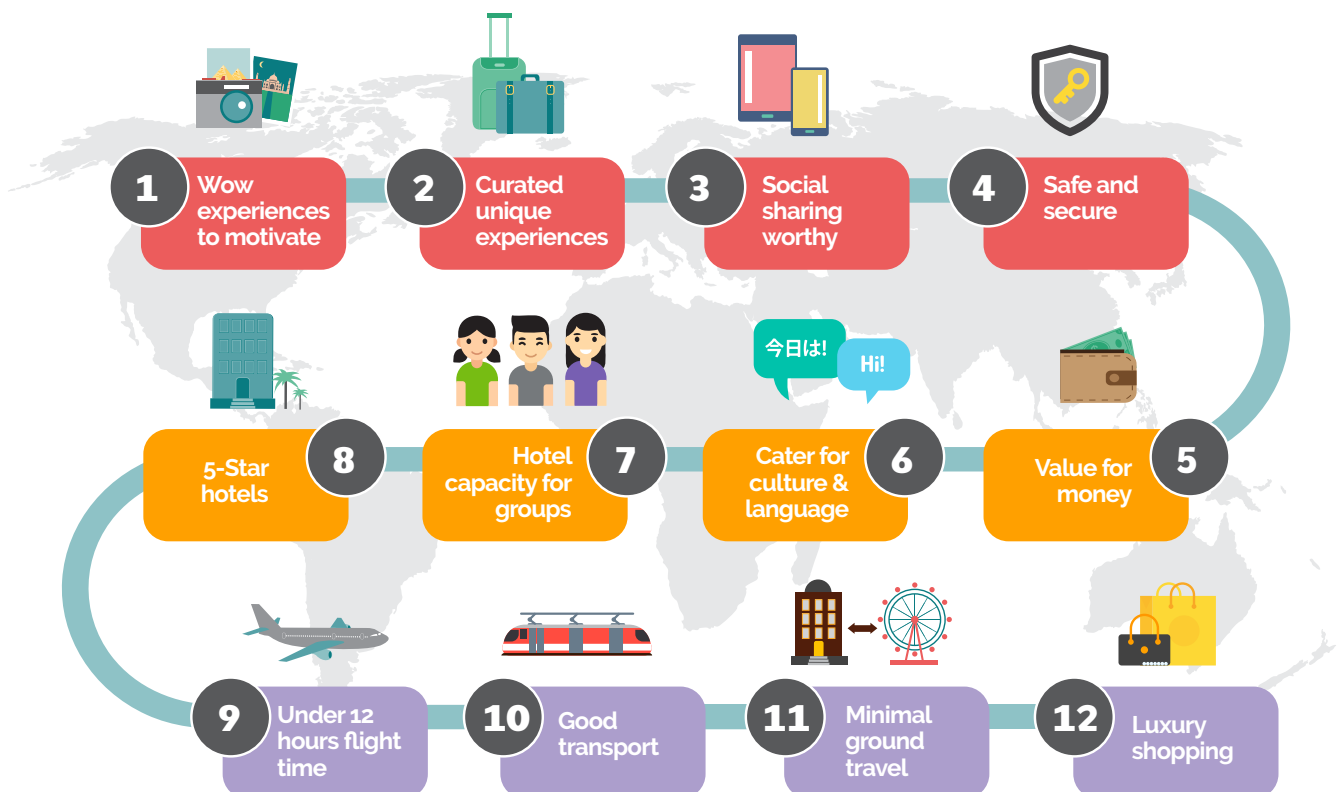 1
Wow
experiences
to motivate
2
Curated
unique
experiences
3
Social
sharing
worthy
4
Safe and
secure
今日は!
Hi!
5
Value for
money
6
Cater for
culture &
language
7
Hotel
capacity for
groups
8
5-Star
hotels
9
Under 12
hours flight
time
10
Good
transport
11
Minimal
ground
travel
12
Luxury
shopping